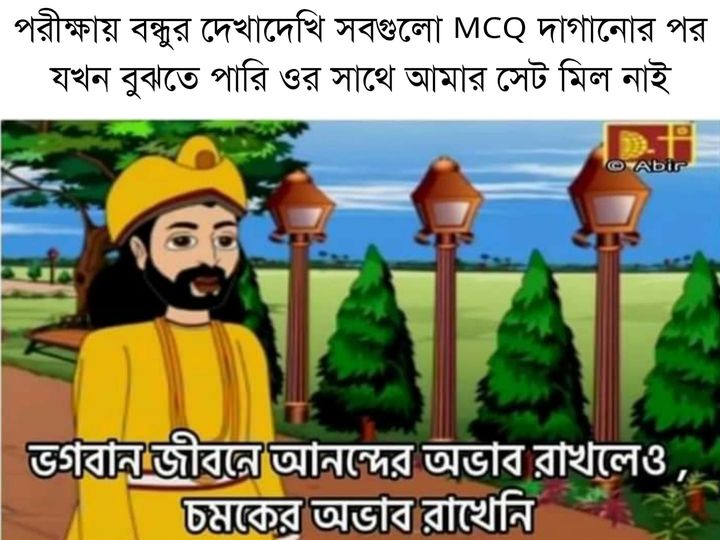 পরীক্ষায় বন্ধুর দেখাদেখি সবগুলো MCQ দাগানোর পর
যখন বুঝতে পারি ওর সাথে আমার সেট মিল নাই
© Abir
ভগবান জীবনে আনন্দের অভাব রাখলেও ,
চমকের অভাব রাখেনি